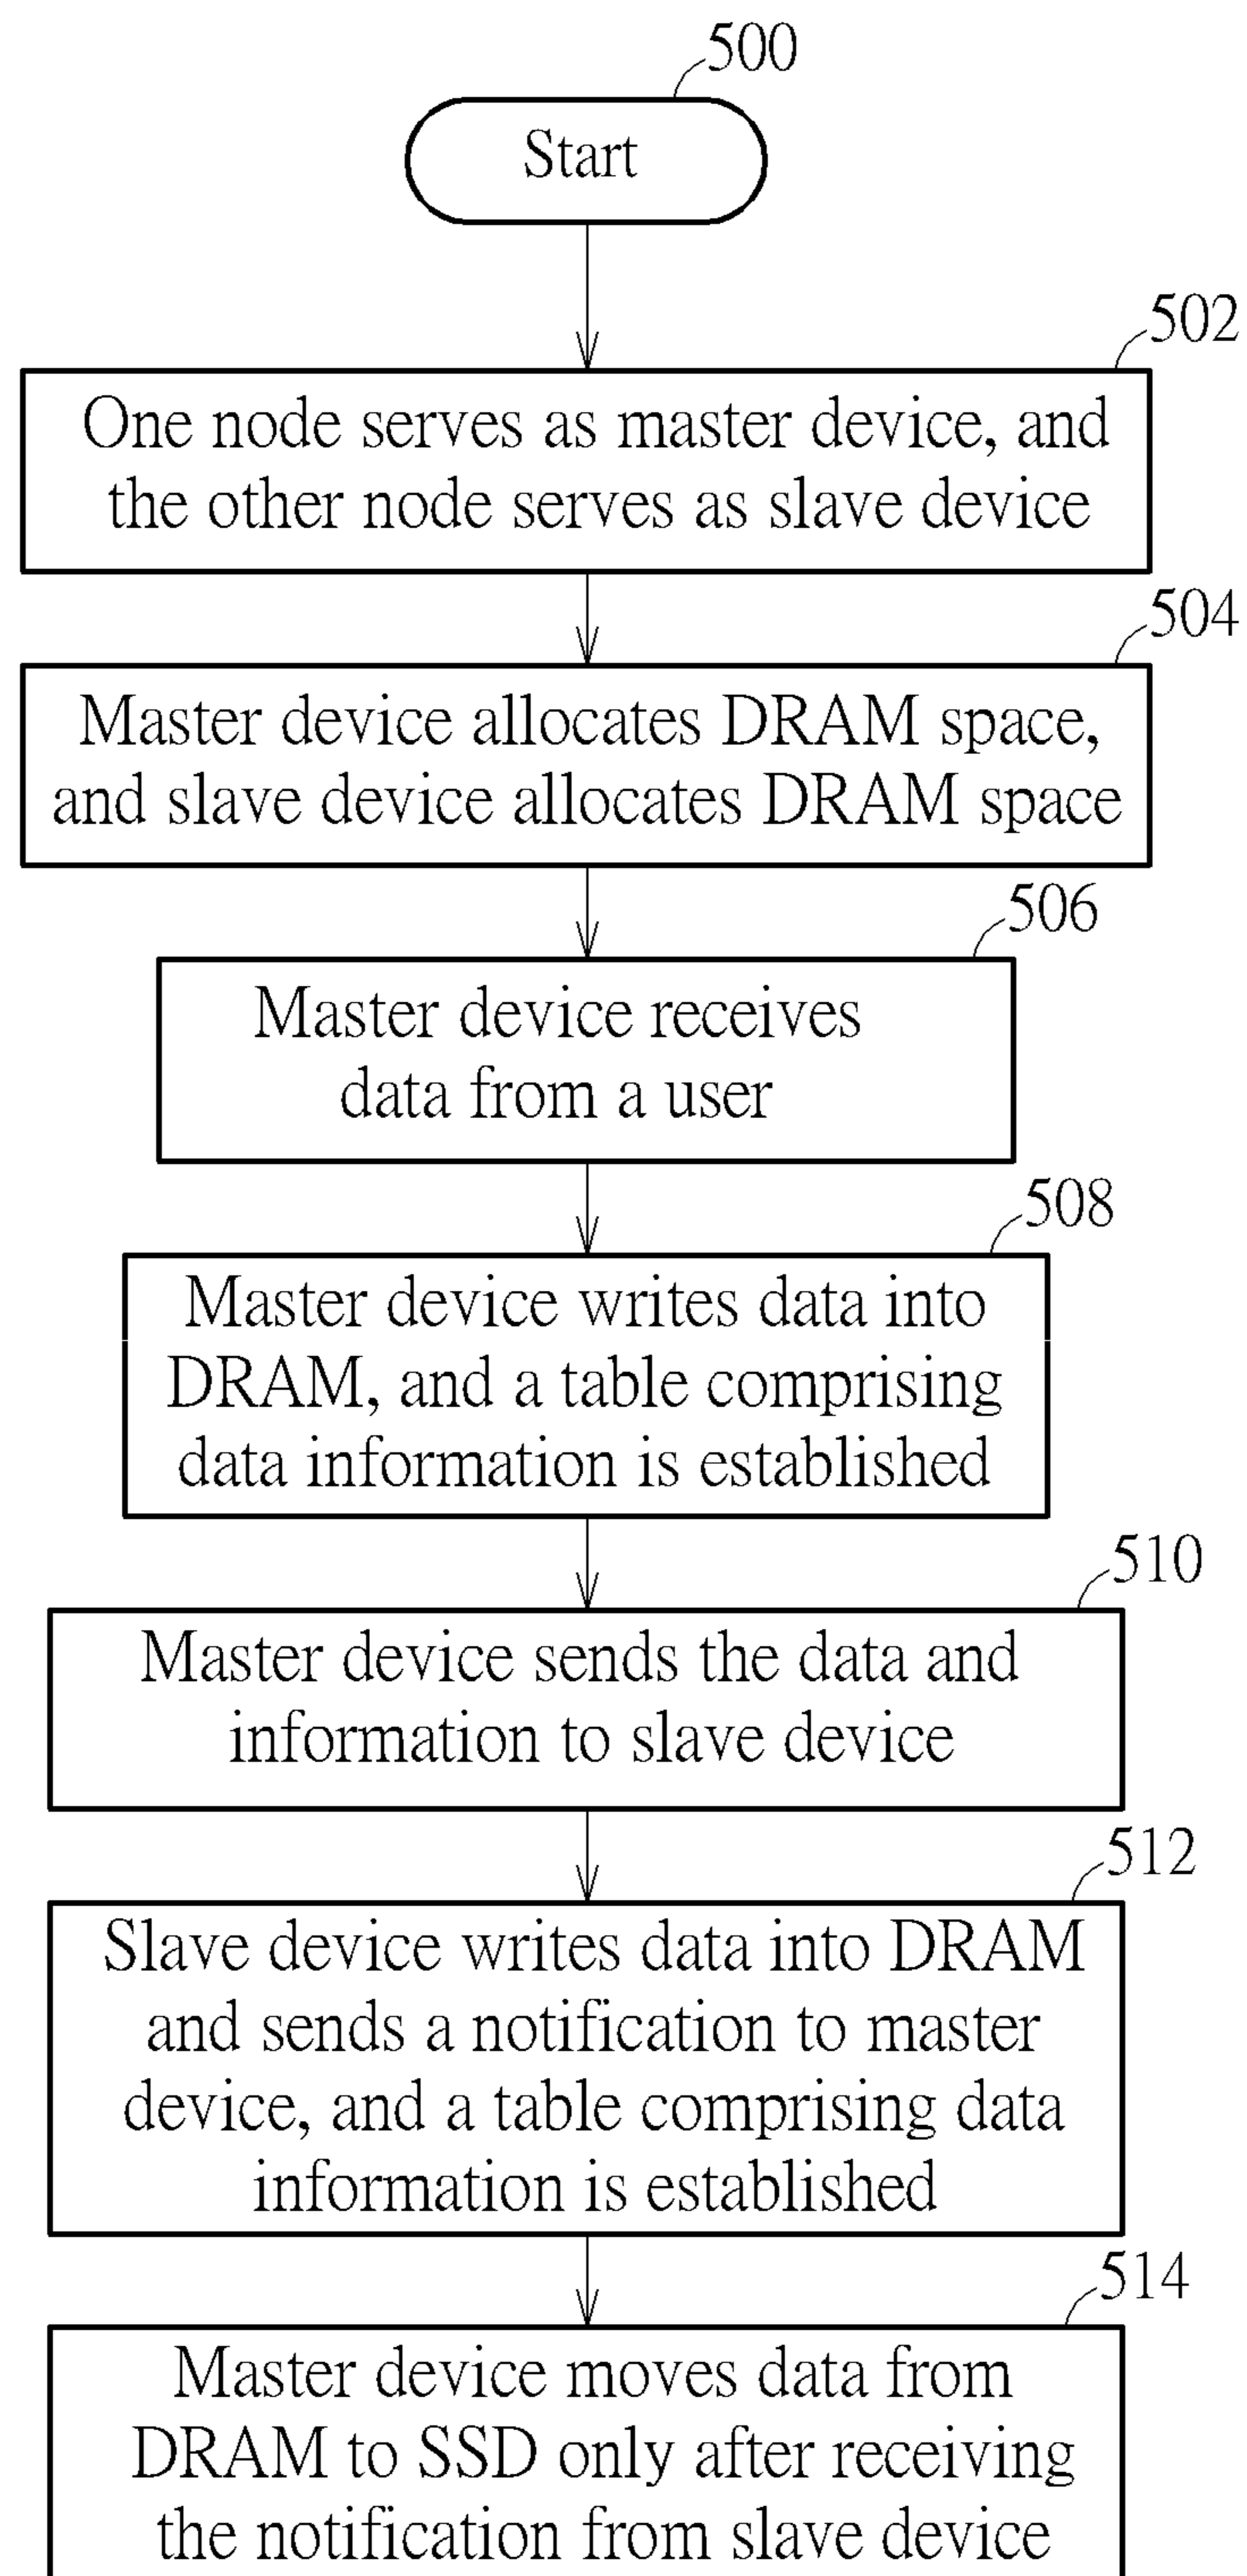 500
Start
502
One node serves as master device, and
the other node serves as slave device
504
Master device allocates DRAM space,
and slave device allocates DRAM space
506
Master device receives
data from a user
508
Master device writes data into
DRAM, and a table comprising
data information is established
510
Master device sends the data and
information to slave device
512
Slave device writes data into DRAM
and sends a notification to master
device, and a table comprising data
information is established
514
Master device moves data from
DRAM to SSD only after receiving
the notification from slave device